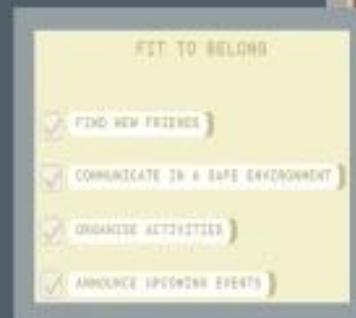 FIT TO BELONG
FIND NEW FRIENDS
COMMUNICATE IN A SAFE ENVIRONMENT
ORGANISE ACTIVITIES
ANNOUNCE UPCOMING EVENTS